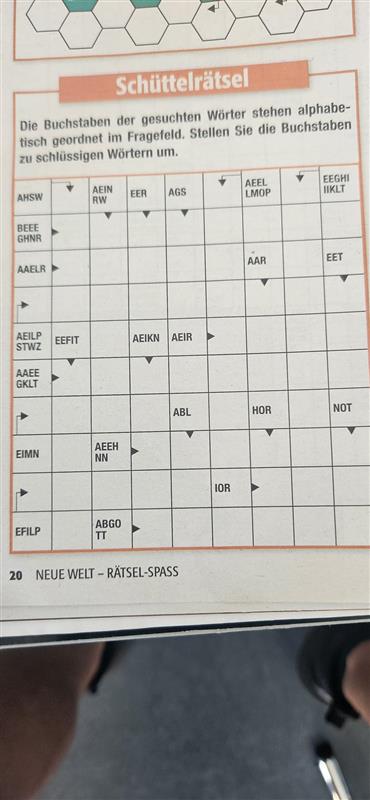 Schüttelrätsel
Die Buchstaben der gesuchten Wörter stehen alphabe-
tisch geordnet im Fragefeld. Stellen Sie die Buchstaben
zu schlüssigen Wörtern um.
AHSW
AEIN
RW
EER
AGS
AEEL
LMOP
EEGHI
IIKLT
BEEE
GHNR
AAELR
AAR
EET
AEILP
STWZ
EEFIT
AEIKN
AEIR
AAEE
GKLT
ABL
HOR
NOT
EIMN
AEEH
NN
IOR
EFILP
ABGO
TT
20 NEUE WELT – RÄTSEL-SPASS